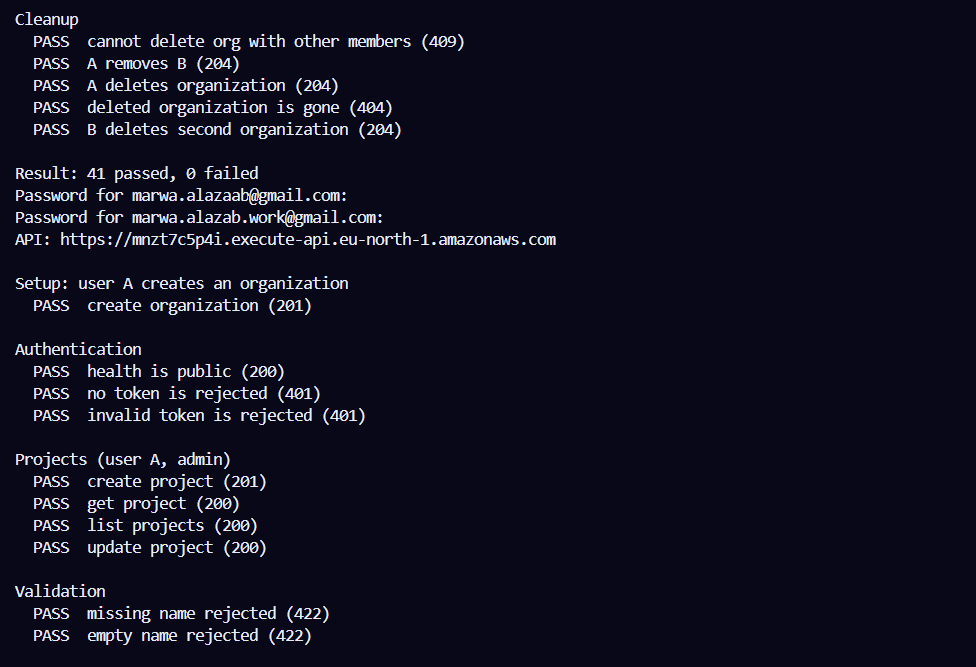 Cleanup
PASS cannot delete org with other members (409)
PASS A removes B (204)
PASS A deletes organization (204)
PASS deleted organization is gone (404)
PASS B deletes second organization (204)
Result: 41 passed, 0 failed
Password for marwa.alazaab@gmail.com:
Password for marwa.alazab.work@gmail.com:
API: https://mnzt7c5p4i.execute-api.eu-north-1.amazonaws.com
Setup: user A creates an organization
PASS create organization (201)
Authentication
PASS health is public (200)
PASS no token is rejected (401)
PASS invalid token is rejected (401)
Projects (user A, admin)
PASS create project (201)
PASS get project (200)
PASS list projects (200)
PASS update project (200)
Validation
PASS missing name rejected (422)
PASS empty name rejected (422)